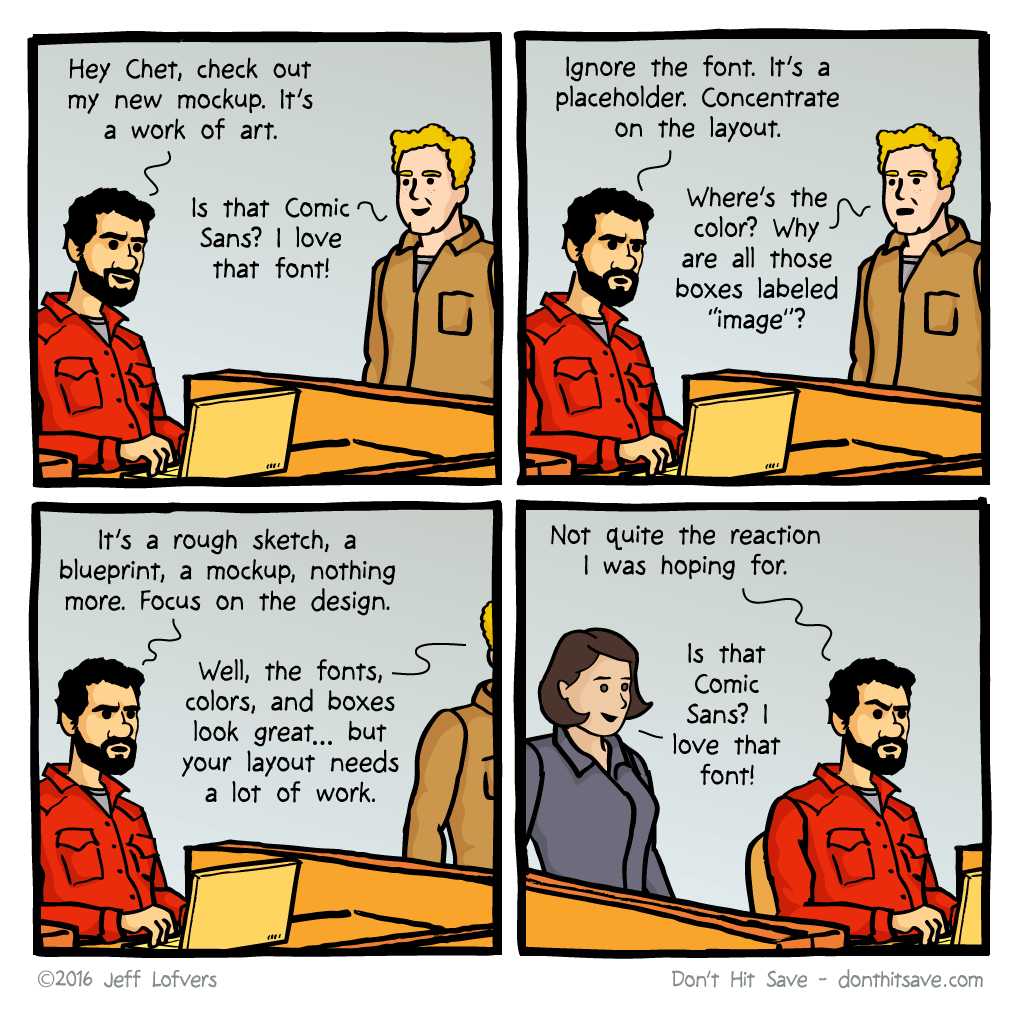 Hey Chet, check out
my new mockup. It's
a work of art.
Is that Comic
Sans? I love
that font!
Ignore the font. It's a
placeholder. Concentrate
on the layout.
Where's the
color? Why
are all those
boxes labeled
"image"?
It's a rough sketch, a
blueprint, a mockup, nothing
more. Focus on the design.
Well, the fonts,
colors, and boxes
look great... but
your layout needs
a lot of work.
Not quite the reaction
I was hoping for.
Is that
Comic
Sans? I
love that
font!
©2016 Jeff Lofvers
Don't Hit Save - donthitsave.com